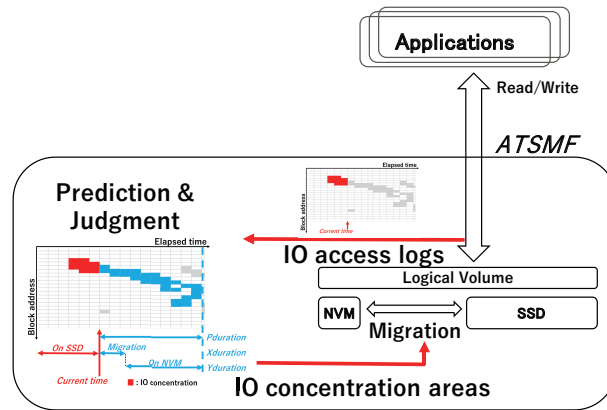 Applications
Read/Write
ATSMF
Elapsed time
Block address
Current time
Prediction &
Judgment
Elapsed time
Block address
IO access logs
Logical Volume
NVM
SSD
Migration
Pduration
On SSD
Migration
Xduration
On NVM
Yduration
Current time
: IO concentration
IO concentration areas